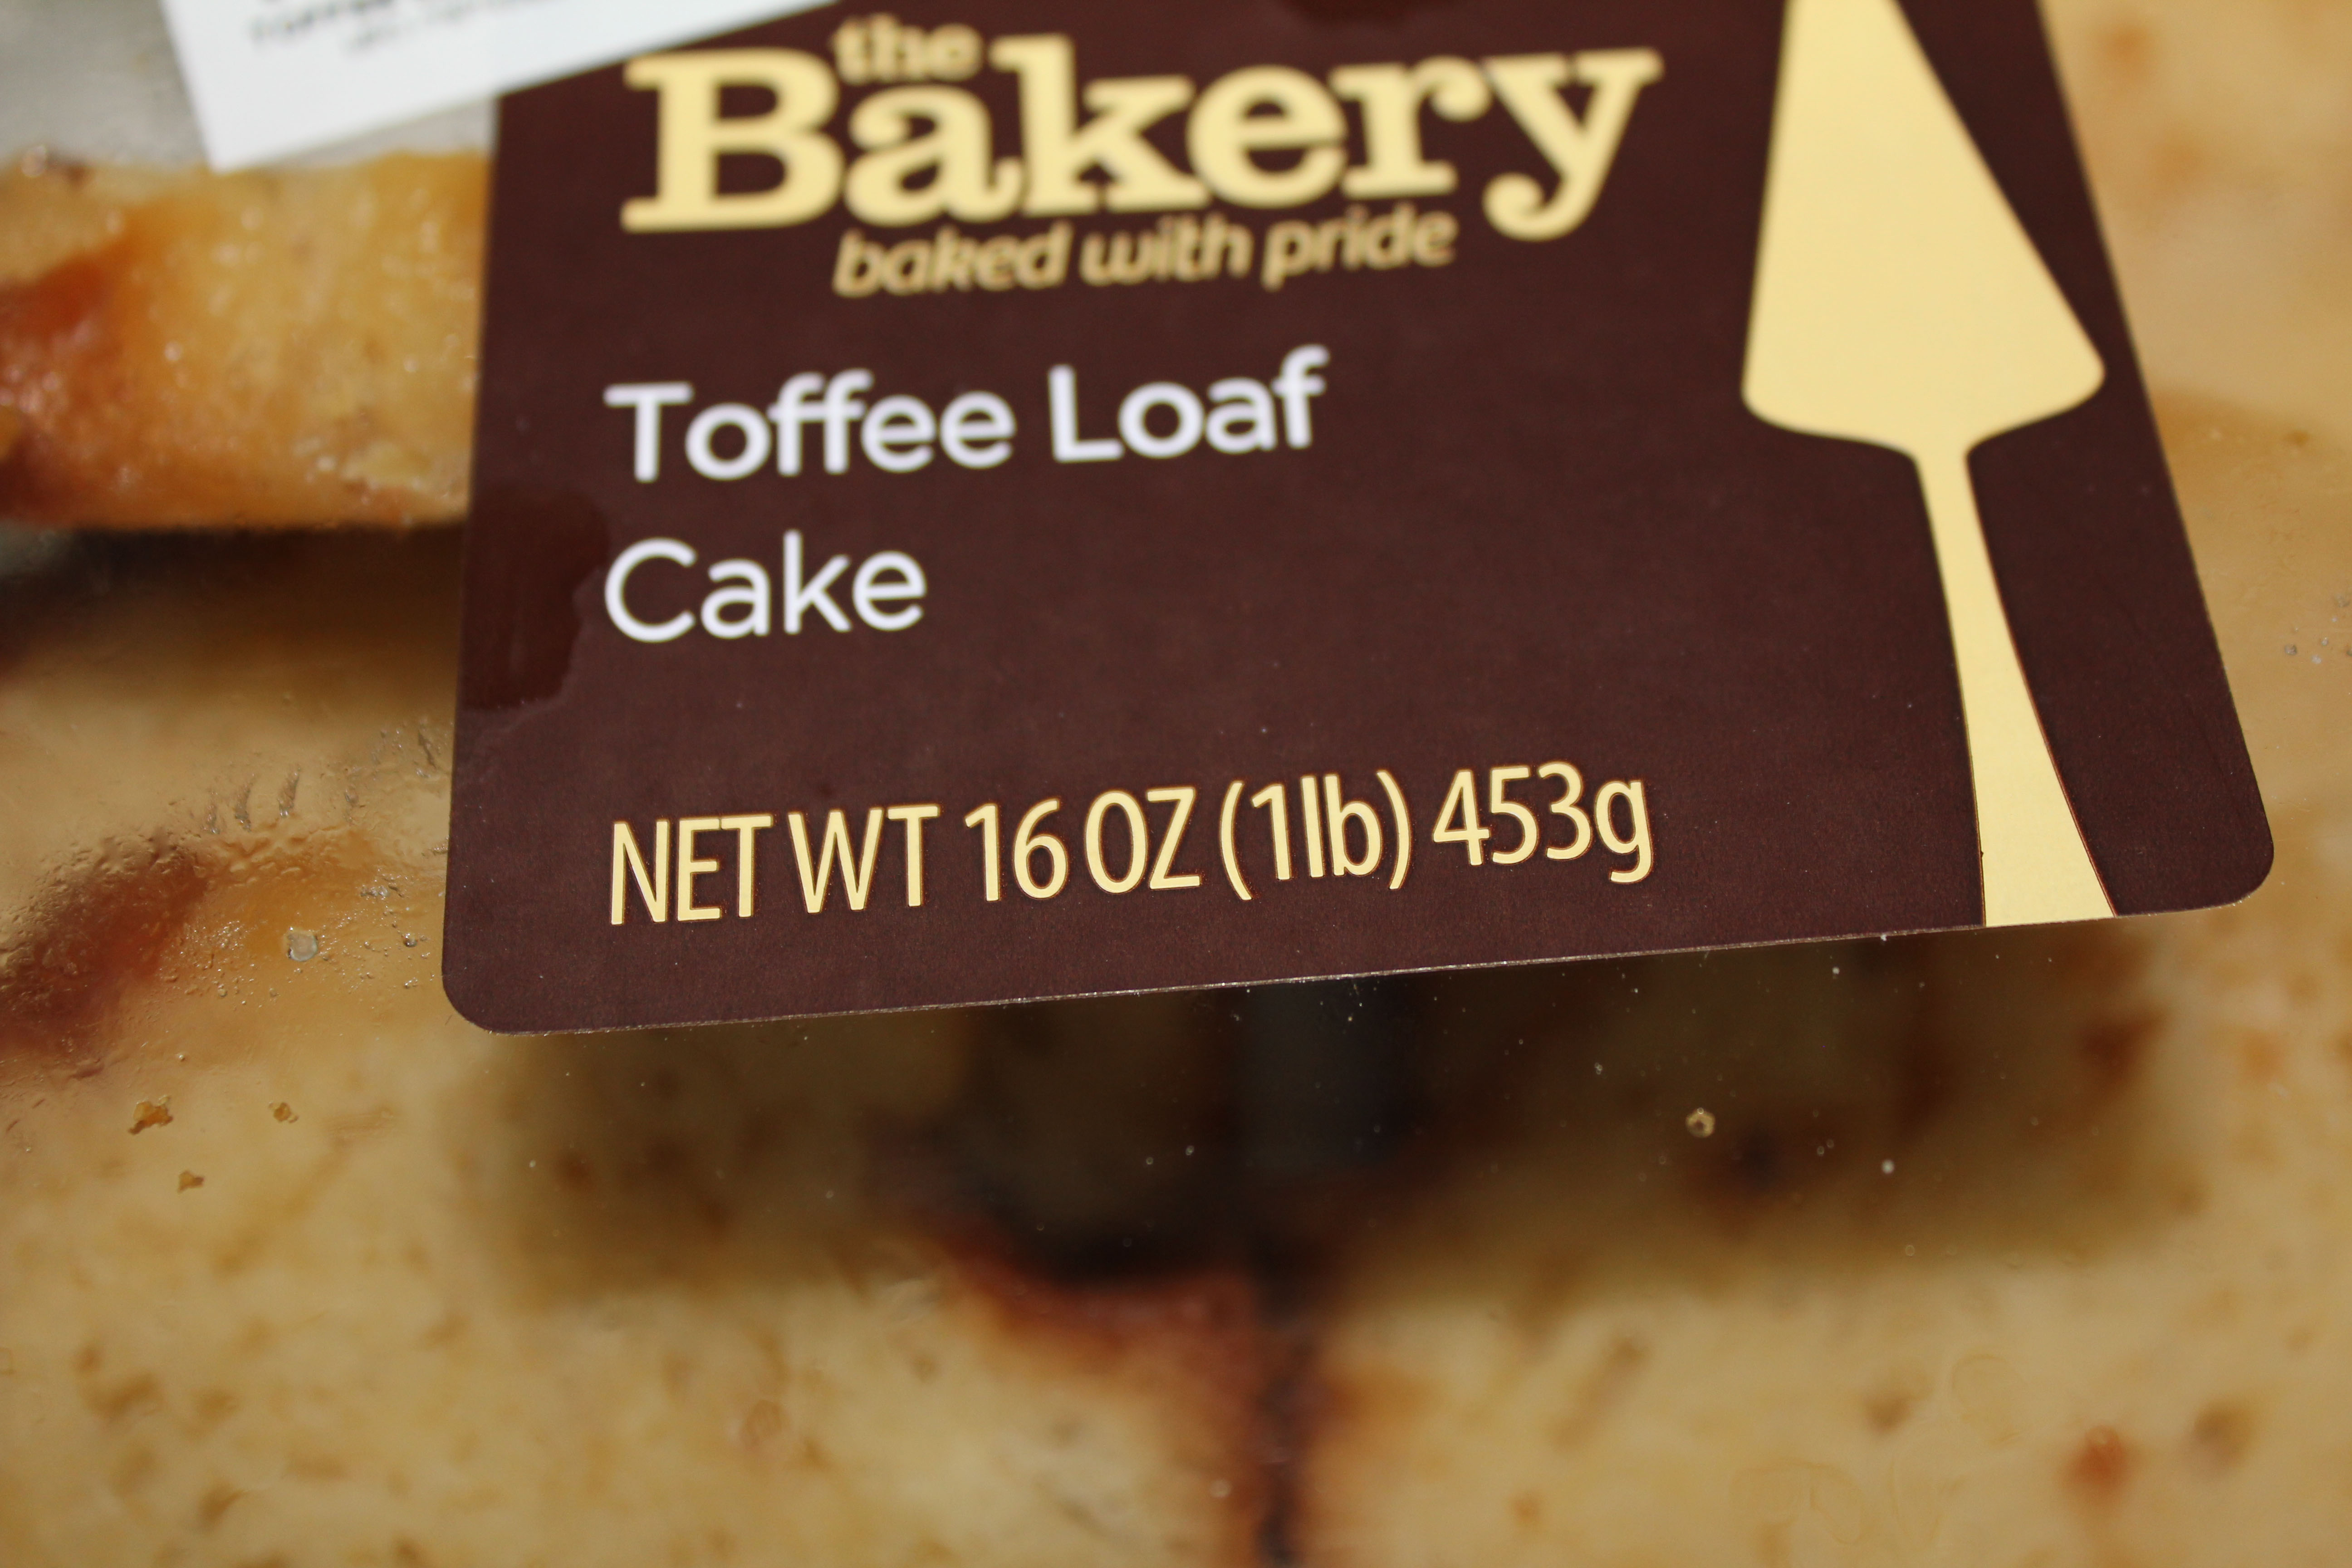 the
Bakery
baked with pride
Toffee Loaf
Cake
NET WT 16 OZ (1lb) 453g